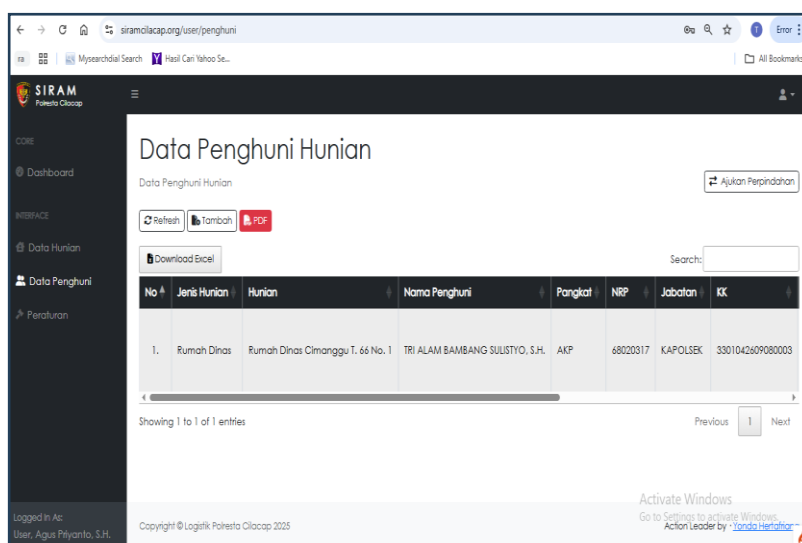 siramcilacap.org/user/penghuni
Error
Mysearchdial Search
Hasil Cari Yahoo Se...
All Bookmarks
SIRAM
Polresta Cilacap
CORE
Dashboard
INTERFACE
Data Hunian
Data Penghuni
Peraturan
Logged in As:
User, Agus Priyanto, S.H.
Data Penghuni Hunian
Data Penghuni Hunian
Ajukan Perpindahan
Refresh Tambah PDF
Download Excel
Search:
No Jenis Hunian Hunian Nama Penghuni Pangkat NRP Jabatan KK
1. Rumah Dinas Rumah Dinas Cimanggu T. 66 No. 1 TRI ALAM BAMBANG SULISTYO, S.H. AKP 68020317 KAPOLSEK 3301042609080003
Showing 1 to 1 of 1 entries
Previous 1 Next
Activate Windows
Go to Settings to activate Windows.
Copyright © Logistik Polresta Cilacap 2025
Action Leader by - Yonda Hertafriar